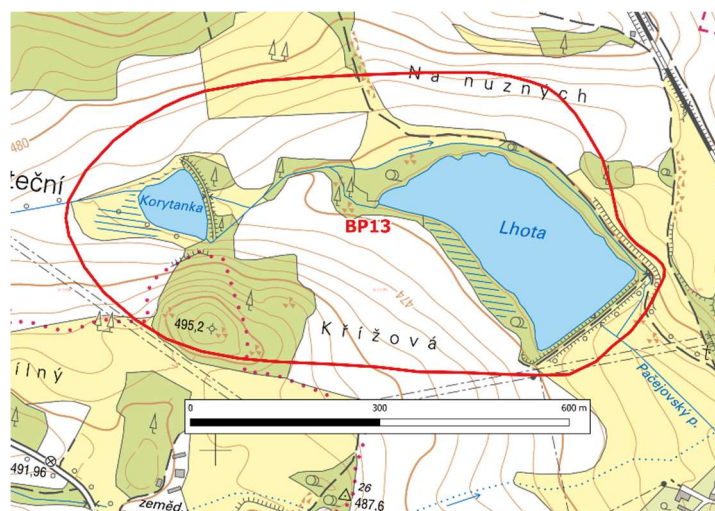 Na nuzných
480
teční
Korytanka
BP13
Lhota
474
495,2
Křížová
ílný
Pačejovský p.
0 300 600 m
491,96
26
487,6
zeměd.